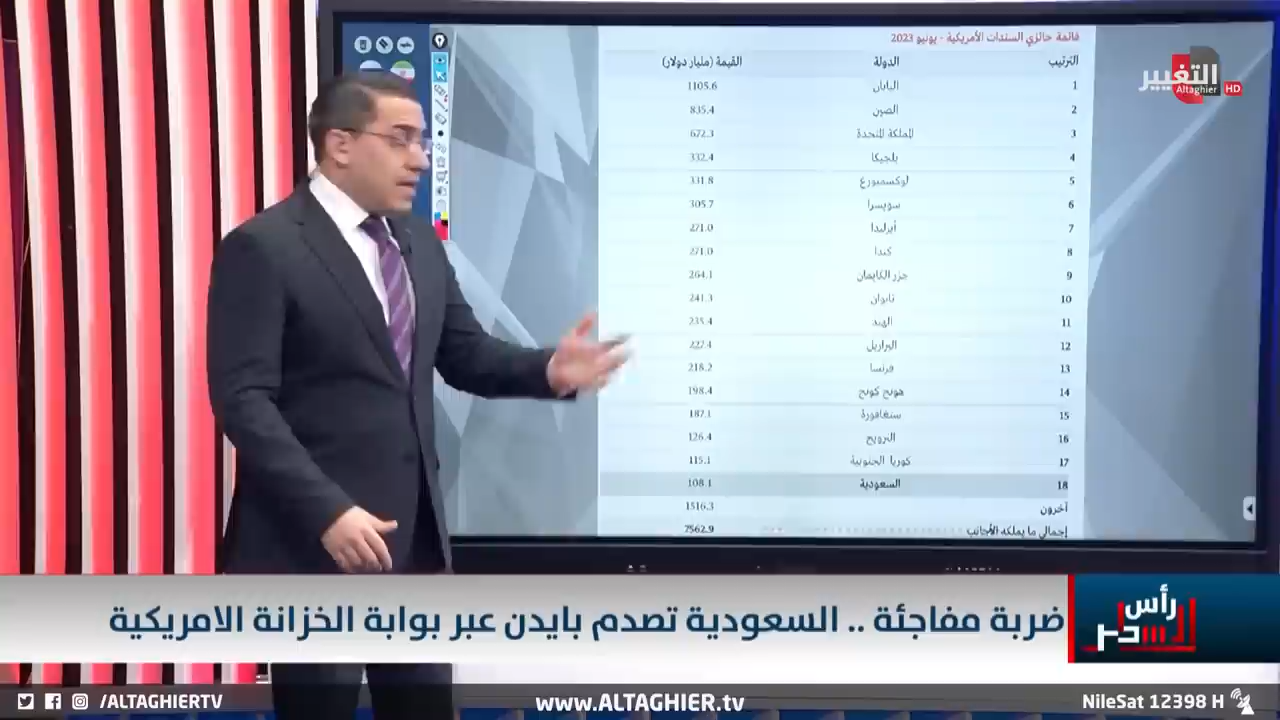 قائمة حائزي السندات الأمريكية - يونيو 2023
الترتيب الدولة القيمة (مليار دولار)
1 اليابان 1105.6
2 الصين 835.4
3 المملكة المتحدة 672.3
4 بلجيكا 332.4
5 لوكسمبورغ 331.8
6 سويسرا 305.7
7 أيرلندا 271.0
8 كندا 271.0
9 جزر الكايمان 264.1
10 تايوان 241.3
11 الهند 235.4
12 البرازيل 227.4
13 فرنسا 218.2
14 هونج كونج 198.4
15 سنغافورة 187.1
16 النرويج 126.4
17 كوريا الجنوبية 115.1
18 السعودية 108.1
آخرون 1516.3
إجمالي ما يملكه الأجانب 7562.9
التغيير
Altaghier HD
رأس السطر
ضربة مفاجئة .. السعودية تصدم بايدن عبر بوابة الخزانة الامريكية
/ALTAGHIERTV www.ALTAGHIER.tv NileSat 12398 H